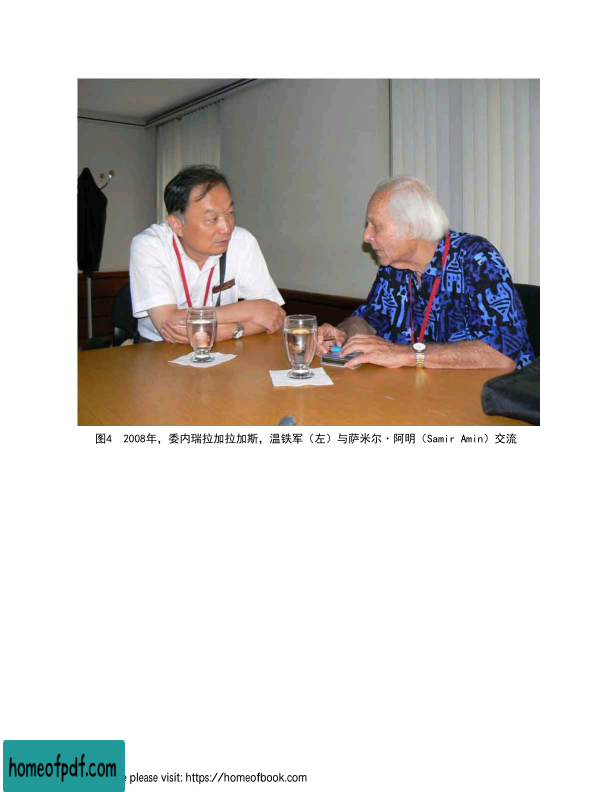 图4　2008年，委内瑞拉加拉加斯，温铁军（左）与萨米尔·阿明（Samir Amin）交流
homeofpdf.com
e please visit: https://homeofbook.com